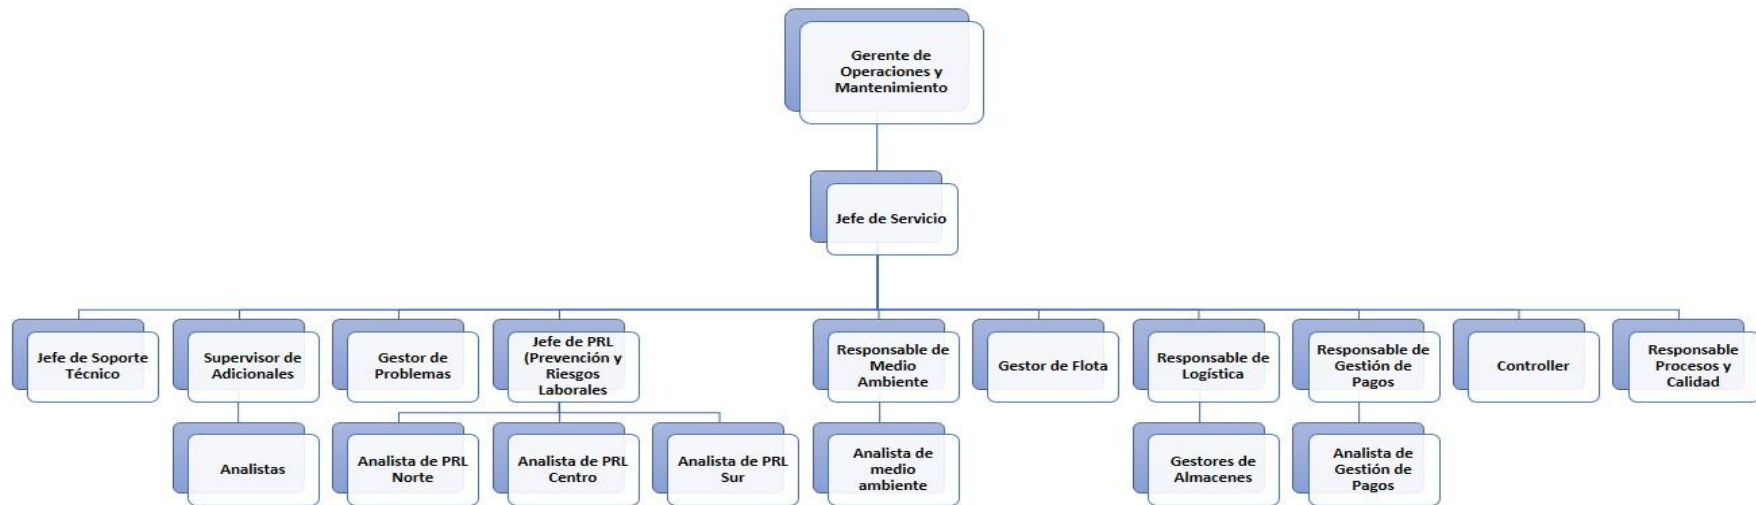 Gerente de
Operaciones y
Mantenimiento
Jefe de Servicio
Jefe de Soporte
Técnico
Supervisor de
Adicionales
Gestor de
Problemas
Jefe de PRL
(Prevención y
Riesgos
Laborales
Responsable de
Medio
Ambiente
Gestor de Flota
Responsable de
Logística
Responsable de
Gestión de
Pagos
Controller
Responsable
Procesos y
Calidad
Analistas
Analista de PRL
Norte
Analista de PRL
Centro
Analista de PRL
Sur
Analista de
medio
ambiente
Gestores de
Almacenes
Analista de
Gestión de
Pagos